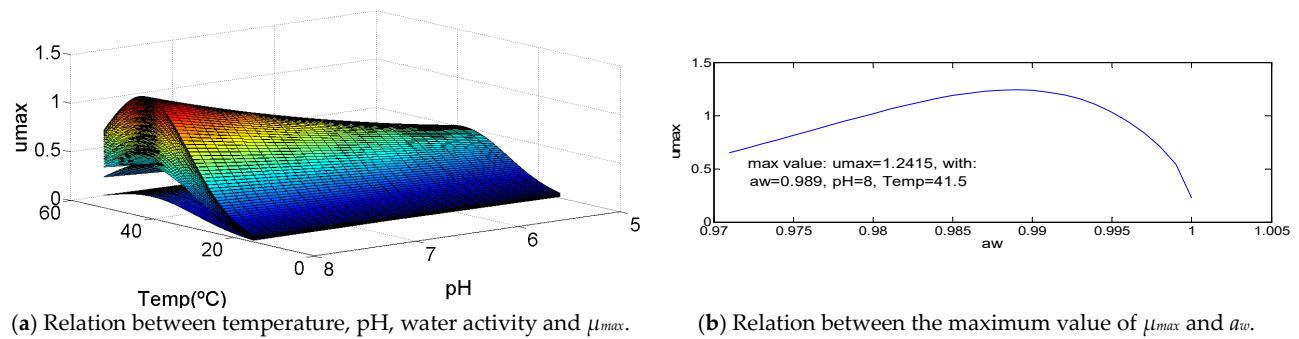 1.5
1
0.5
0
umax
60
40
20
0
Temp(ºC)
8
7
6
5
pH
1.5
1
0.5
0
umax
max value: umax=1.2415, with:
aw=0.989, pH=8, Temp=41.5
0.97 0.975 0.98 0.985 0.99 0.995 1 1.005
aw
(a) Relation between temperature, pH, water activity and μmax.
(b) Relation between the maximum value of μmax and aw.